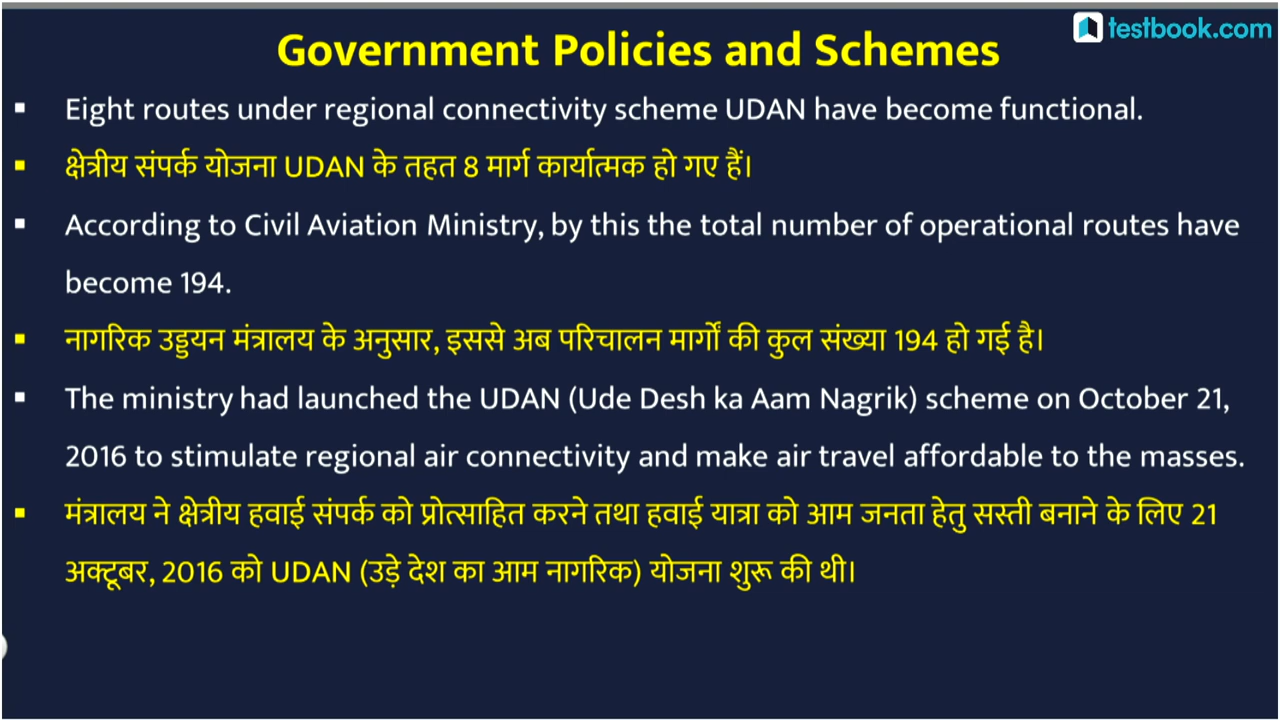 testbook.com
Government Policies and Schemes
▪ Eight routes under regional connectivity scheme UDAN have become functional.
▪ क्षेत्रीय संपर्क योजना UDAN के तहत 8 मार्ग कार्यात्मक हो गए हैं।
▪ According to Civil Aviation Ministry, by this the total number of operational routes have
become 194.
▪ नागरिक उड्डयन मंत्रालय के अनुसार, इससे अब परिचालन मार्गों की कुल संख्या 194 हो गई है।
▪ The ministry had launched the UDAN (Ude Desh ka Aam Nagrik) scheme on October 21,
2016 to stimulate regional air connectivity and make air travel affordable to the masses.
▪ मंत्रालय ने क्षेत्रीय हवाई संपर्क को प्रोत्साहित करने तथा हवाई यात्रा को आम जनता हेतु सस्ती बनाने के लिए 21
अक्टूबर, 2016 को UDAN (उड़े देश का आम नागरिक) योजना शुरू की थी।